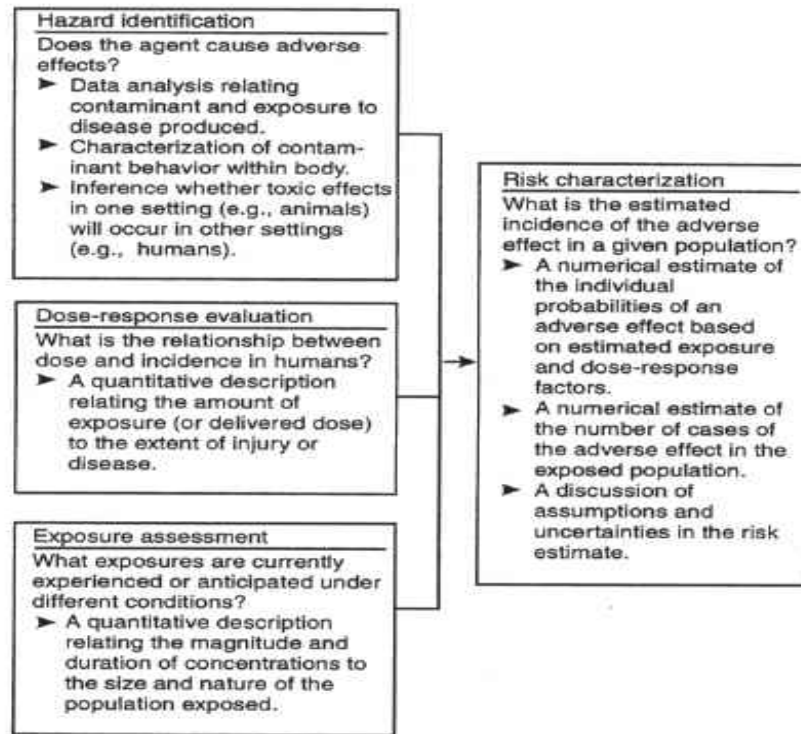 Hazard identification
Does the agent cause adverse
effects?
➤ Data analysis relating
contaminant and exposure to
disease produced.
➤ Characterization of contam-
inant behavior within body.
➤ Inference whether toxic effects
in one setting (e.g., animals)
will occur in other settings
(e.g., humans).
Dose-response evaluation
What is the relationship between
dose and incidence in humans?
➤ A quantitative description
relating the amount of
exposure (or delivered dose)
to the extent of injury or
disease.
Exposure assessment
What exposures are currently
experienced or anticipated under
different conditions?
➤ A quantitative description
relating the magnitude and
duration of concentrations to
the size and nature of the
population exposed.
Risk characterization
What is the estimated
incidence of the adverse
effect in a given population?
➤ A numerical estimate of
the individual
probabilities of an
adverse effect based
on estimated exposure
and dose-response
factors.
➤ A numerical estimate of
the number of cases of
the adverse effect in the
exposed population.
➤ A discussion of
assumptions and
uncertainties in the risk
estimate.